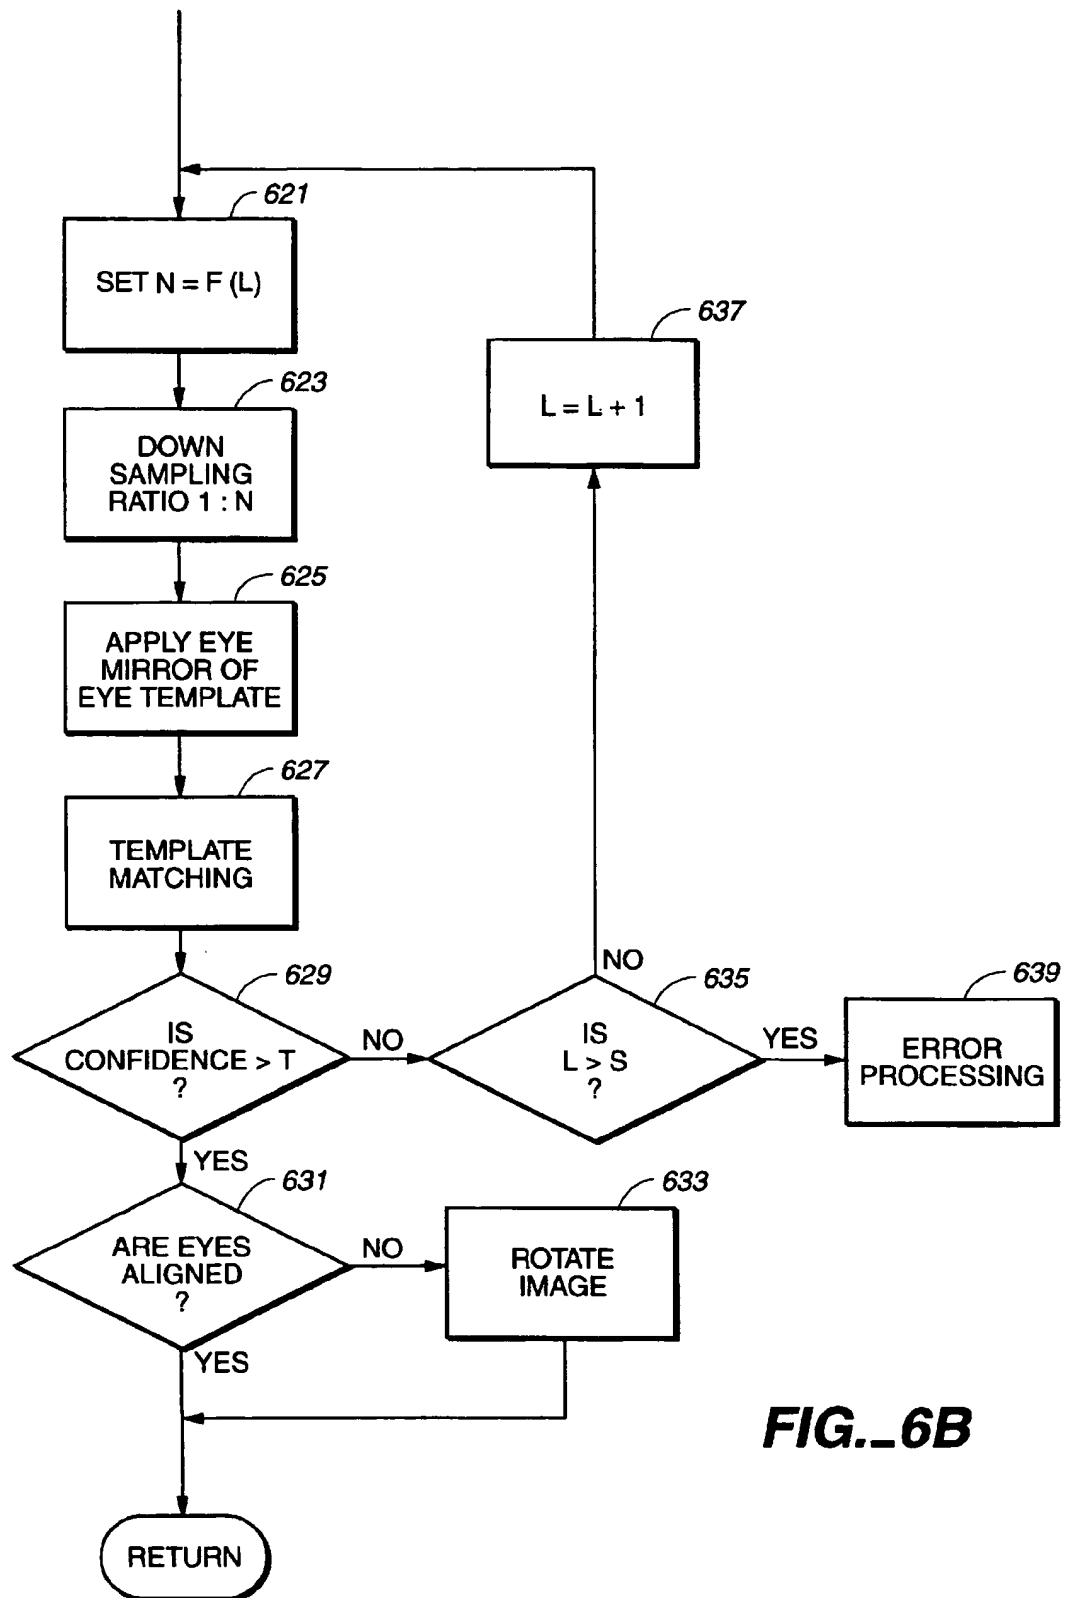 621
SET N = F (L)
637
L = L + 1
623
DOWN
SAMPLING
RATIO 1 : N
625
APPLY EYE
MIRROR OF
EYE TEMPLATE
627
TEMPLATE
MATCHING
629
IS
CONFIDENCE > T
?
NO
NO
635
IS
L > S
?
YES
639
ERROR
PROCESSING
YES
631
ARE EYES
ALIGNED
?
NO
633
ROTATE
IMAGE
YES
FIG._6B
RETURN